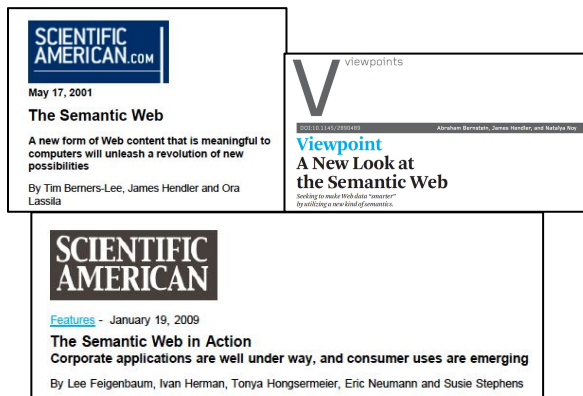 SCIENTIFIC
AMERICAN.COM
May 17, 2001
The Semantic Web
A new form of Web content that is meaningful to
computers will unleash a revolution of new
possibilities
By Tim Berners-Lee, James Hendler and Ora
Lassila
V viewpoints
DOI:10.1145/2890489 Abraham Bernstein, James Hendler, and Natalya Noy
Viewpoint
A New Look at
the Semantic Web
Seeking to make Web data “smarter”
by utilizing a new kind of semantics.
SCIENTIFIC
AMERICAN
Features - January 19, 2009
The Semantic Web in Action
Corporate applications are well under way, and consumer uses are emerging
By Lee Feigenbaum, Ivan Herman, Tonya Hongsermeier, Eric Neumann and Susie Stephens